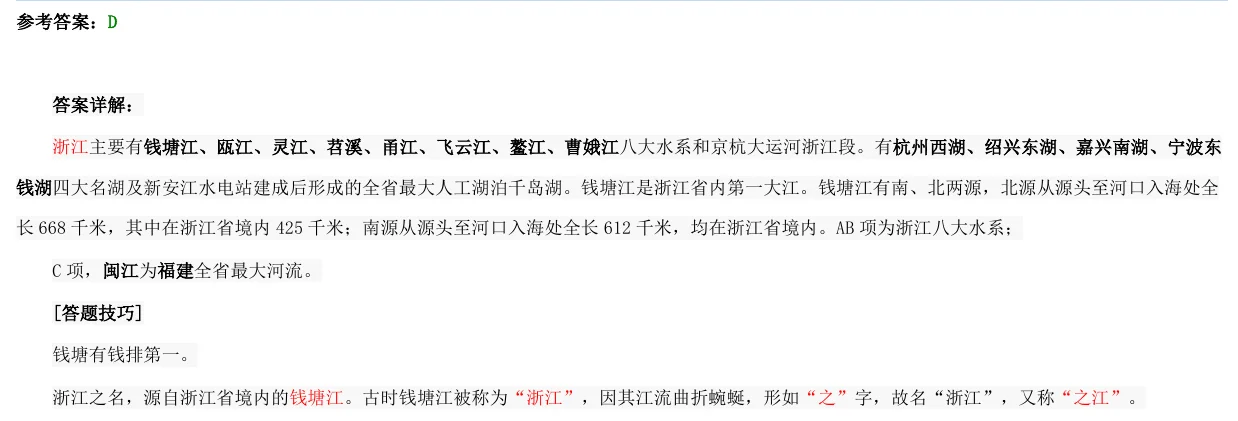 参考答案：D
答案详解：
浙江主要有钱塘江、瓯江、灵江、苕溪、甬江、飞云江、鳌江、曹娥江八大水系和京杭大运河浙江段。有杭州西湖、绍兴东湖、嘉兴南湖、宁波东
钱湖四大名湖及新安江水电站建成后形成的全省最大人工湖泊千岛湖。钱塘江是浙江省内第一大江。钱塘江有南、北两源，北源从源头至河口入海处全
长 668 千米，其中在浙江省境内 425 千米；南源从源头至河口入海处全长 612 千米，均在浙江省境内。AB 项为浙江八大水系；
C 项，闽江为福建全省最大河流。
[答题技巧]
钱塘有钱排第一。
浙江之名，源自浙江省境内的钱塘江。古时钱塘江被称为“浙江”，因其江流曲折蜿蜒，形如“之”字，故名“浙江”，又称“之江”。